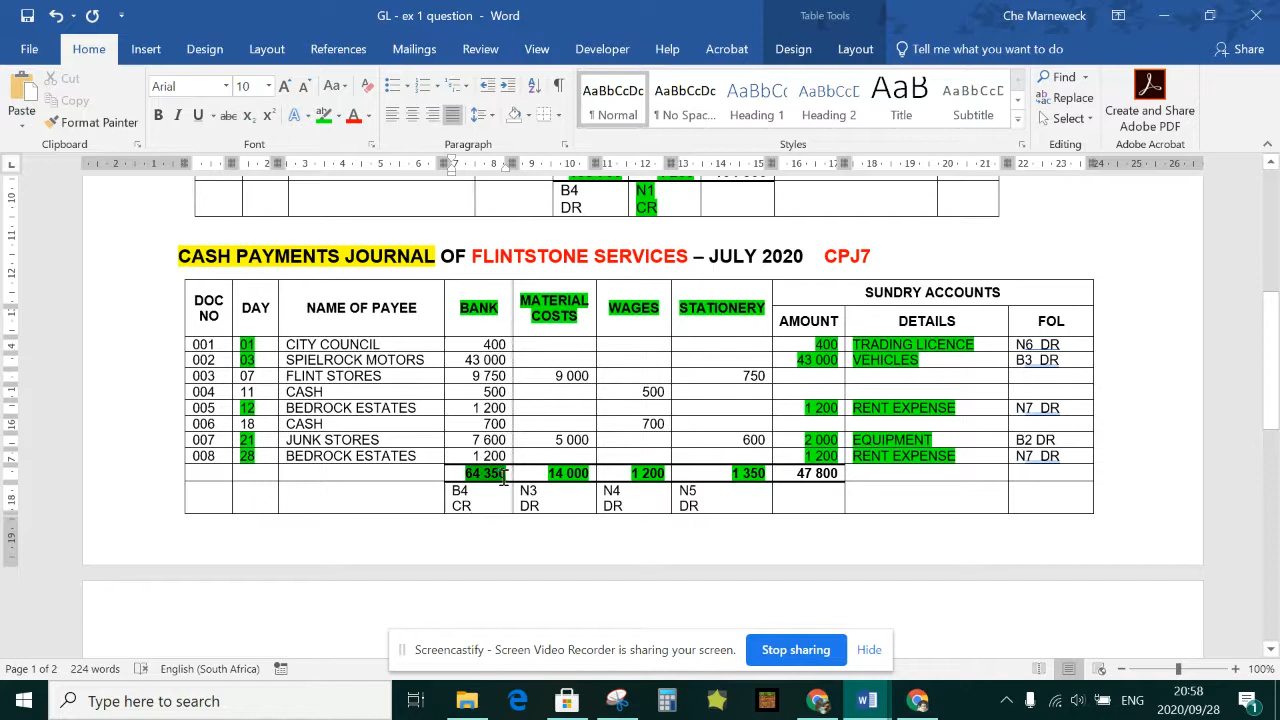 GL - ex 1 question - Word
Table Tools
Che Marneweck
File Home Insert Design Layout References Mailings Review View Developer Help Acrobat Design Layout Tell me what you want to do Share
Paste
Cut
Copy
Format Painter
Arial 10
Clipboard Font Paragraph Styles Editing Adobe Acrobat
AaBbCcDc AaBbCcDc AaBbCc AaBbCcD AaB AaBbCcD
¶ Normal ¶ No Spac... Heading 1 Heading 2 Title Subtitle
Find
Replace
Select
Create and Share
Adobe PDF
B4 N1
DR CR
CASH PAYMENTS JOURNAL OF FLINTSTONE SERVICES – JULY 2020 CPJ7
DOC NO DAY NAME OF PAYEE BANK MATERIAL COSTS WAGES STATIONERY SUNDRY ACCOUNTS
AMOUNT DETAILS FOL
001 01 CITY COUNCIL 400 400 TRADING LICENCE N6 DR
002 03 SPIELROCK MOTORS 43 000 43 000 VEHICLES B3 DR
003 07 FLINT STORES 9 750 9 000 750
004 11 CASH 500 500
005 12 BEDROCK ESTATES 1 200 1 200 RENT EXPENSE N7 DR
006 18 CASH 700 700
007 21 JUNK STORES 7 600 5 000 600 2 000 EQUIPMENT B2 DR
008 28 BEDROCK ESTATES 1 200 1 200 RENT EXPENSE N7 DR
64 350 14 000 1 200 1 350 47 800
B4 N3 N4 N5
CR DR DR DR
Screencastify - Screen Video Recorder is sharing your screen. Stop sharing Hide
Page 1 of 2 224 words English (South Africa) 100%
Type here to search
ENG
20:58
2020/09/28
1